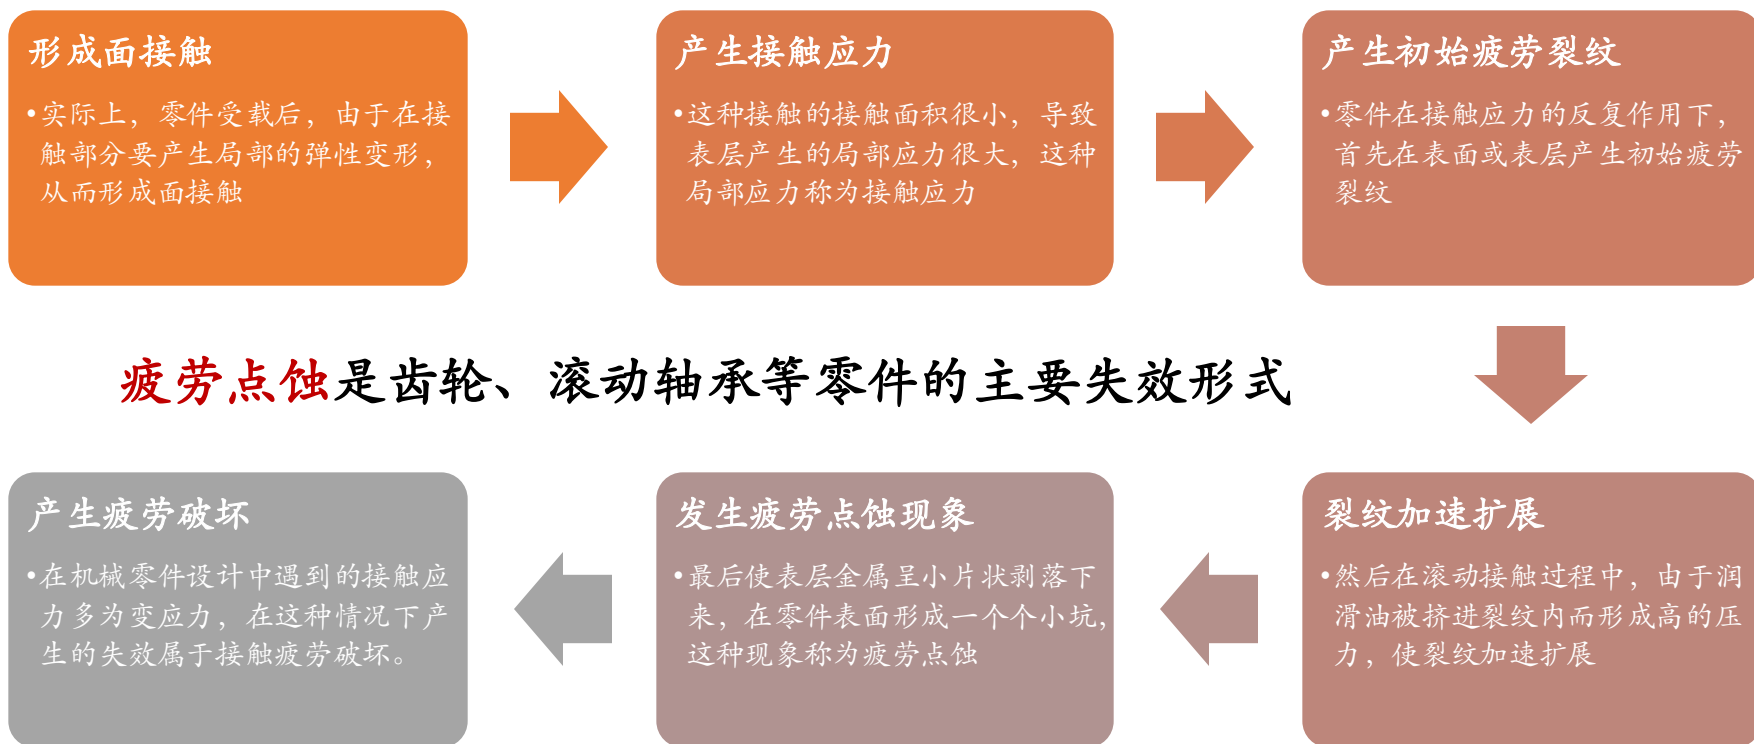 形成面接触
•实际上，零件受载后，由于在接
触部分要产生局部的弹性变形，
从而形成面接触
产生接触应力
•这种接触的接触面积很小，导致
表层产生的局部应力很大，这种
局部应力称为接触应力
产生初始疲劳裂纹
•零件在接触应力的反复作用下，
首先在表面或表层产生初始疲劳
裂纹
疲劳点蚀是齿轮、滚动轴承等零件的主要失效形式
裂纹加速扩展
•然后在滚动接触过程中，由于润
滑油被挤进裂纹内而形成高的压
力，使裂纹加速扩展
发生疲劳点蚀现象
•最后使表层金属呈小片状剥落下
来，在零件表面形成一个个小坑，
这种现象称为疲劳点蚀
产生疲劳破坏
•在机械零件设计中遇到的接触应
力多为变应力，在这种情况下产
生的失效属于接触疲劳破坏。